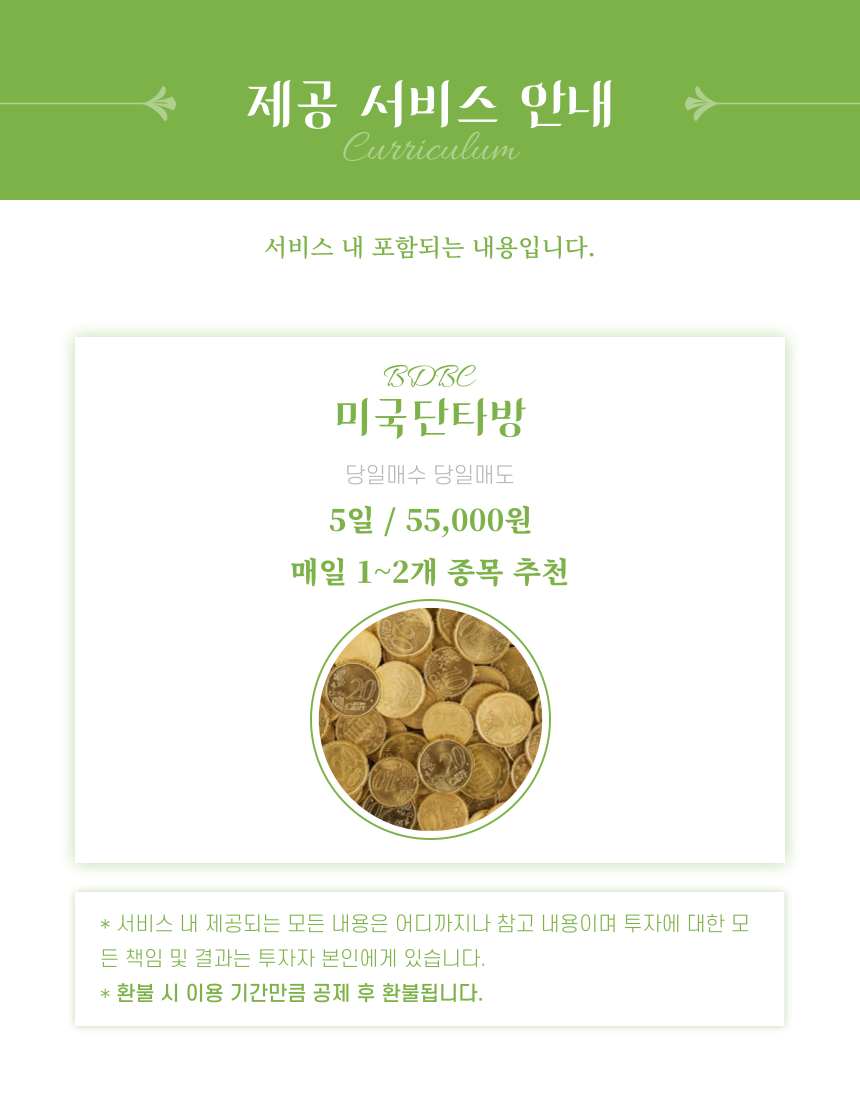 제공 서비스 안내
Curriculum
서비스 내 포함되는 내용입니다.
BDBC
미국단타방
당일매수 당일매도
5일 / 55,000원
매일 1~2개 종목 추천
* 서비스 내 제공되는 모든 내용은 어디까지나 참고 내용이며 투자에 대한 모
든 책임 및 결과는 투자자 본인에게 있습니다.
* 환불 시 이용 기간만큼 공제 후 환불됩니다.